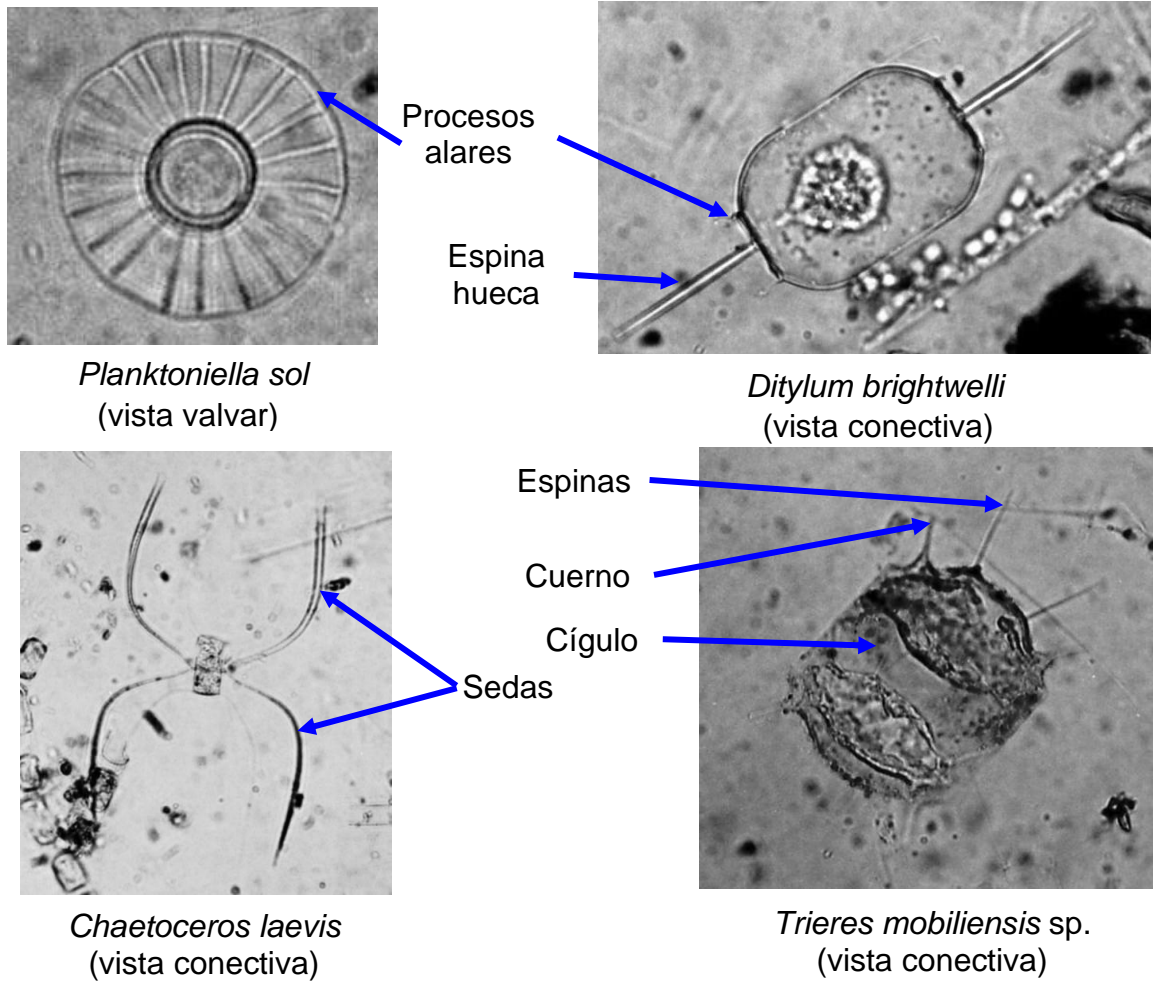 Procesos
alares
Espina
hueca
Planktoniella sol
(vista valvar)
Ditylum brightwelli
(vista conectiva)
Espinas
Cuerno
Cígulo
Sedas
Chaetoceros laevis
(vista conectiva)
Trieres mobiliensis sp.
(vista conectiva)